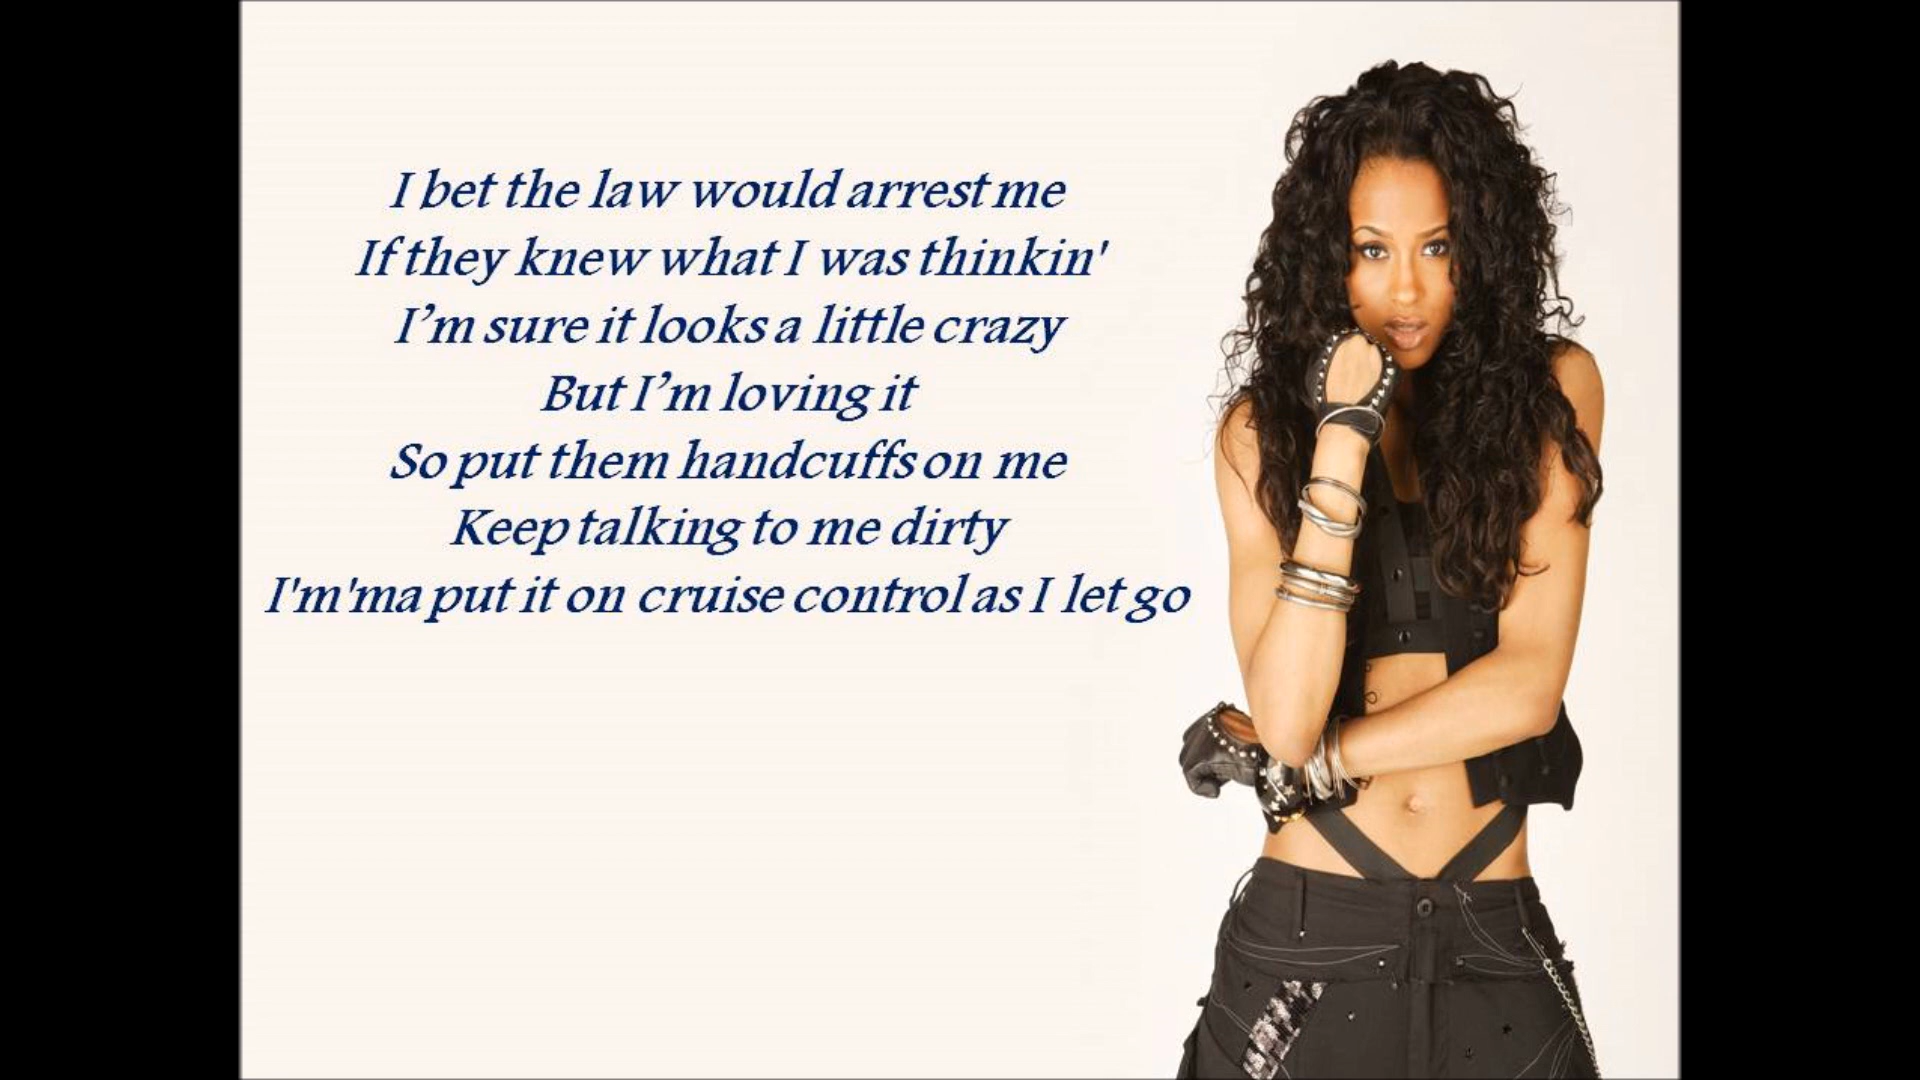 I bet the law would arrest me
If they knew what I was thinkin'
I’m sure it looks a little crazy
But I’m loving it
So put them handcuffs on me
Keep talking to me dirty
I'm'ma put it on cruise control as I let go